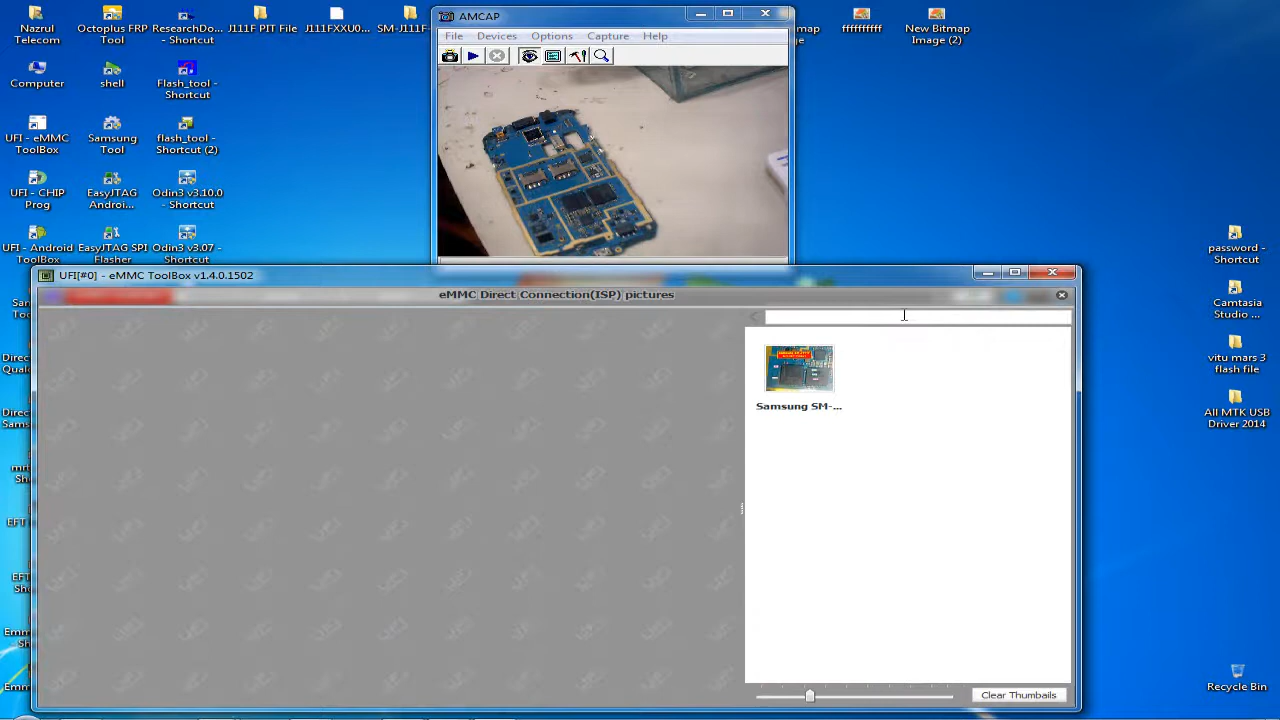 Nazrul
Telecom
Octoplus FRP
Tool
ResearchDo...
- Shortcut
J111F PIT File
J111FXXU0...
SM-J111F
Computer
shell
Flash_tool -
Shortcut
UFI - eMMC
ToolBox
Samsung
Tool
flash_tool -
Shortcut (2)
UFI - CHIP
Prog
EasyJTAG
Androi...
Odin3 v3.10.0
- Shortcut
UFI - Android
ToolBox
EasyJTAG SPI
Flasher
Odin3 v3.07 -
Shortcut
AMCAP
File Devices Options Capture Help
ffffffffff
New Bitmap
Image (2)
password -
Shortcut
Camtasia
Studio ...
vitu mars 3
flash file
All MTK USB
Driver 2014
Recycle Bin
UFI[#0] - eMMC ToolBox v1.4.0.1502
eMMC Direct Connection(ISP) pictures
Samsung SM-...
Clear Thumbnails